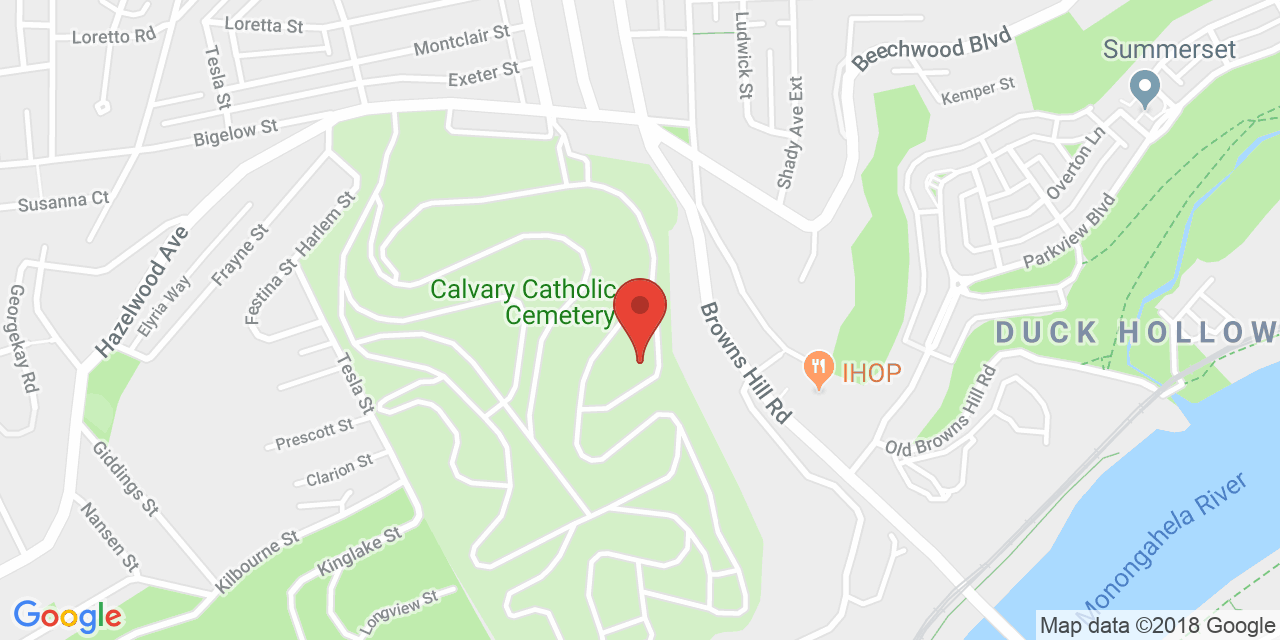 Loretto Rd
Loretta St
Montclair St
Exeter St
Tesla St
Bigelow St
Ludwick St
Shady Ave Ext
Beechwood Blvd
Kemper St
Summerset
Overton Ln
Parkview Blvd
Susanna Ct
Hazelwood Ave
Harlem St
Frayne St
Festina St
Elyria Way
Georgekay Rd
Calvary Catholic
Cemetery
Browns Hill Rd
DUCK HOLLOW
IHOP
Tesla St
Old Browns Hill Rd
Prescott St
Clarion St
Giddings St
Nansen St
Kilbourne St
Kinglake St
Longview St
Monongahela River
Google
Map data ©2018 Google